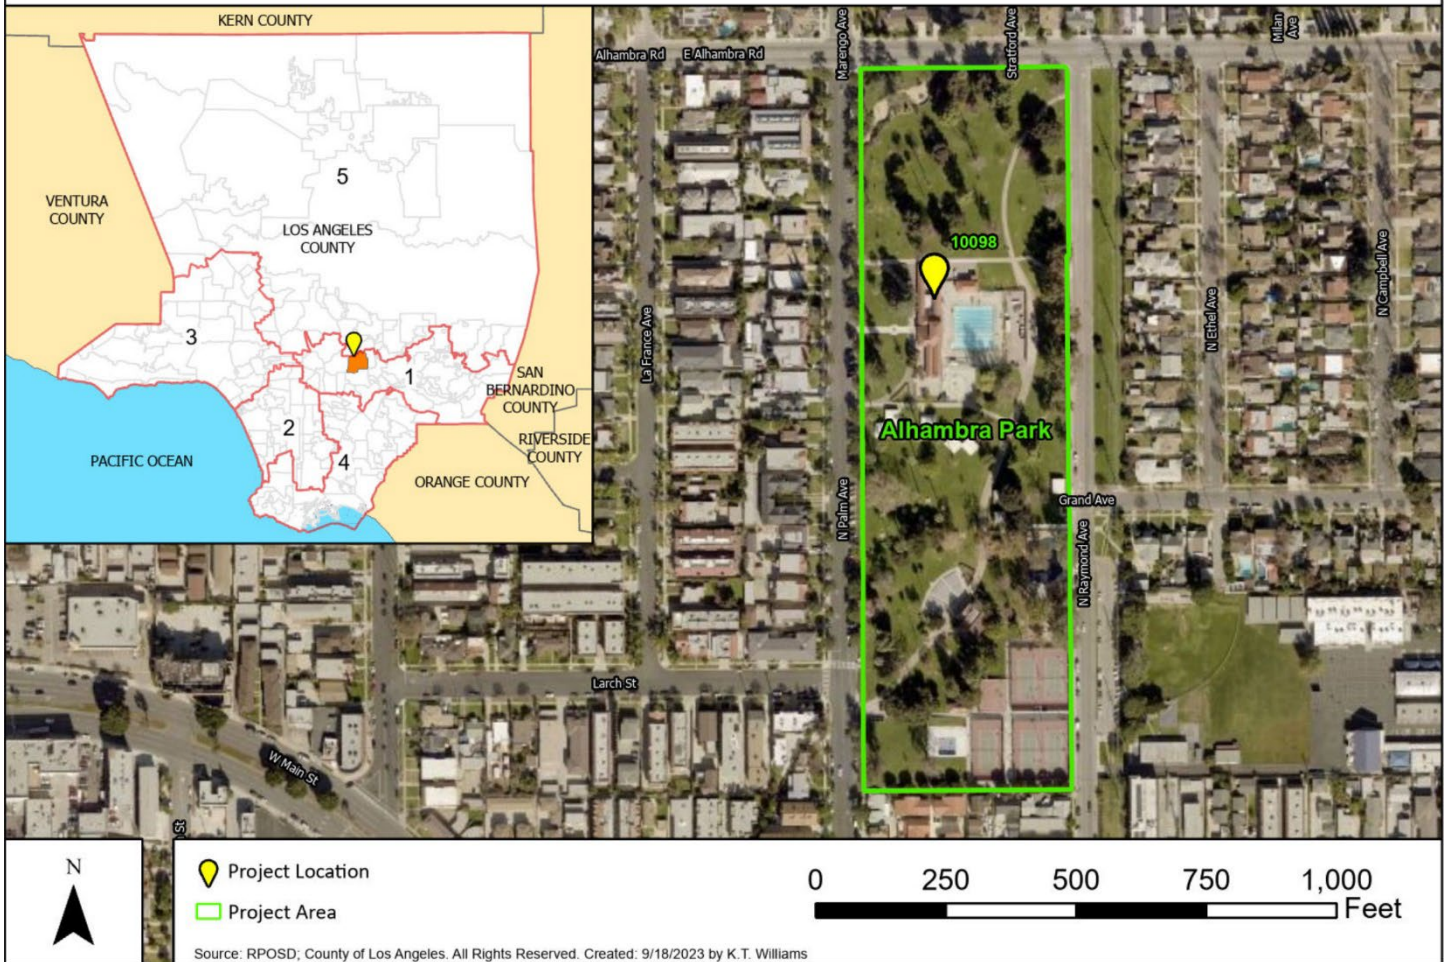 KERN COUNTY
VENTURA
COUNTY
5
LOS ANGELES
COUNTY
3
1
2
4
SAN
BERNARDINO
COUNTY
RIVERSIDE
COUNTY
PACIFIC OCEAN
ORANGE COUNTY
Alhambra Rd
E Alhambra Rd
Marengo Ave
Stratford Ave
Milan
Ave
10098
La France Ave
N Ethel Ave
N Campbell Ave
Alhambra Park
N Palm Ave
Grand Ave
N Raymond Ave
Larch St
W Main St
St
N
Project Location
Project Area
0 250 500 750 1,000
Feet
Source: RPOSD; County of Los Angeles. All Rights Reserved. Created: 9/18/2023 by K.T. Williams